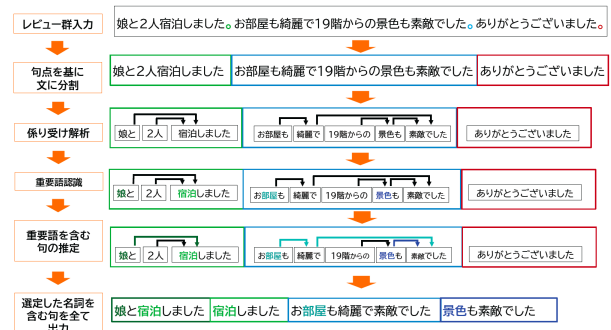 レビュー群入力
娘と2人宿泊しました。お部屋も綺麗で19階からの景色も素敵でした。ありがとうございました。
句点を基に
文に分割
娘と2人宿泊しました お部屋も綺麗で19階からの景色も素敵でした ありがとうございました
係り受け解析
娘と 2人 宿泊しました お部屋も 綺麗で 19階からの 景色も 素敵でした ありがとうございました
重要語認識
娘と 2人 宿泊しました お部屋も 綺麗で 19階からの 景色も 素敵でした ありがとうございました
重要語を含む
句の推定
娘と 2人 宿泊しました お部屋も 綺麗で 19階からの 景色も 素敵でした ありがとうございました
選定した名詞を
含む句を全て
出力
娘と宿泊しました 宿泊しました お部屋も綺麗で素敵でした 景色も素敵でした